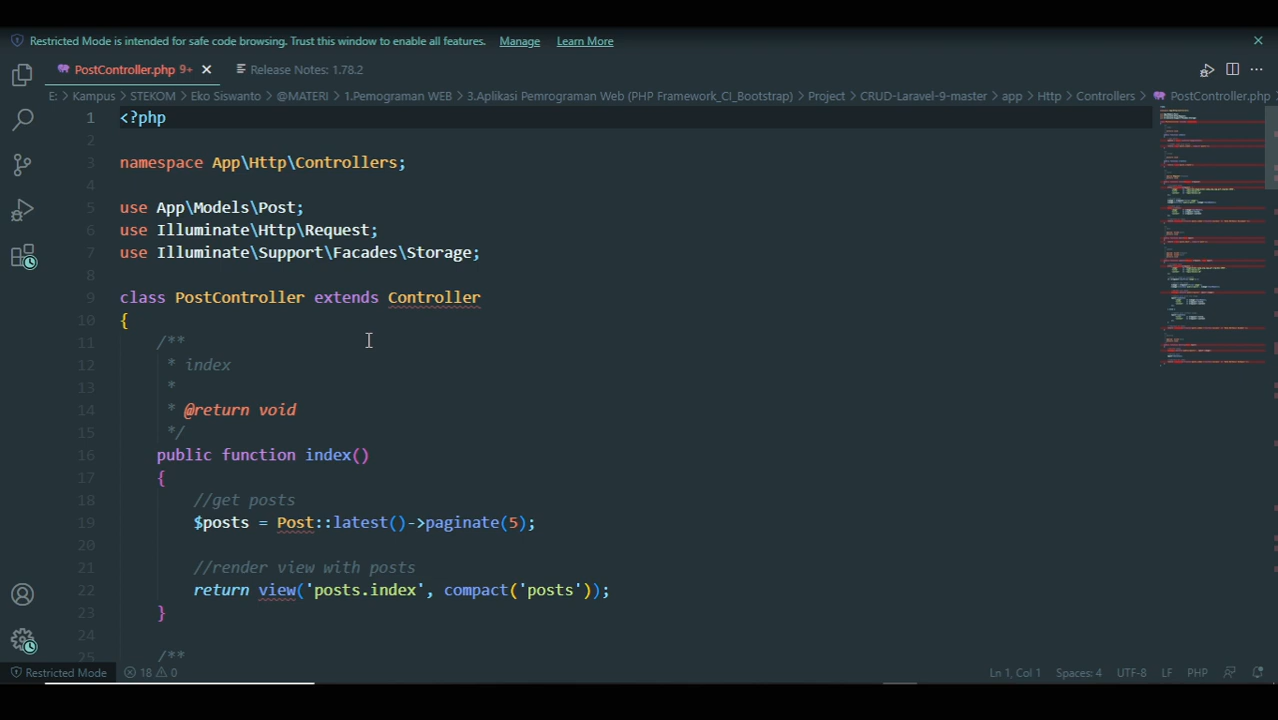 Restricted Mode is intended for safe code browsing. Trust this window to enable all features. Manage Learn More
PostController.php 9+ Release Notes: 1.78.2
E: > Kampus > STEKOM > Eko Siswanto > @MATERI > 1.Pemograman WEB > 3.Aplikasi Pemrograman Web (PHP Framework_CI_Bootstrap) > Project > CRUD-Laravel-9-master > app > Http > Controllers > PostController.php
1 <?php
2
3 namespace App\Http\Controllers;
4
5 use App\Models\Post;
6 use Illuminate\Http\Request;
7 use Illuminate\Support\Facades\Storage;
8
9 class PostController extends Controller
10 {
11 /**
12 * index
13 *
14 * @return void
15 */
16 public function index()
17 {
18 //get posts
19 $posts = Post::latest()->paginate(5);
20
21 //render view with posts
22 return view('posts.index', compact('posts'));
23 }
24
25 /**
Restricted Mode 18 0 Ln 1, Col 1 Spaces: 4 UTF-8 LF PHP